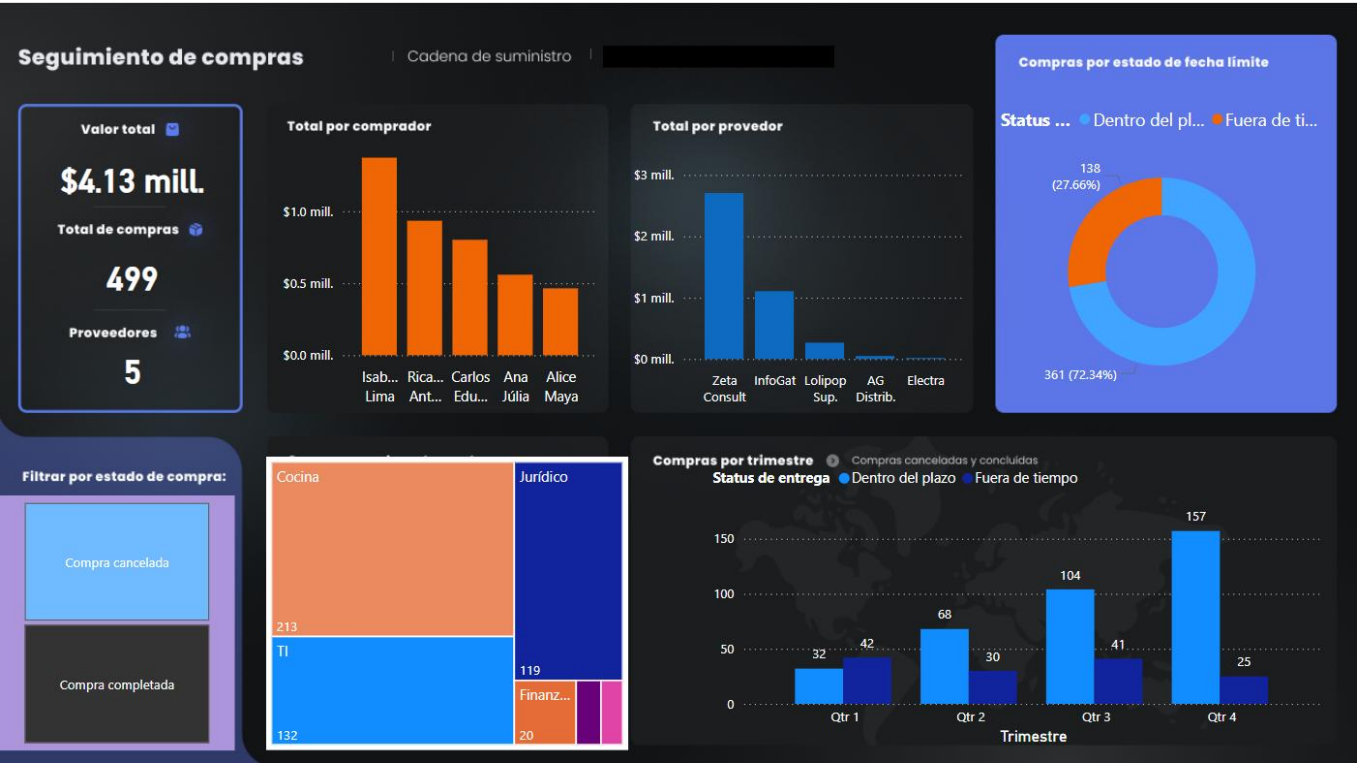 Seguimiento de compras
Cadena de suministro
Valor total
$4.13 mill.
Total de compras
499
Proveedores
5
Total por comprador
$1.0 mill.
$0.5 mill.
$0.0 mill.
Isab... Rica... Carlos Ana Alice
Lima Ant... Edu... Júlia Maya
Total por provedor
$3 mill.
$2 mill.
$1 mill.
$0 mill.
Zeta InfoGat Lolipop AG Electra
Consult Sup. Distrib.
Compras por estado de fecha límite
Status ... Dentro del pl... Fuera de ti...
138
(27.66%)
361 (72.34%)
Filtrar por estado de compra:
Compra cancelada
Compra completada
Cocina
213
TI
132
Jurídico
119
Finanz...
20
Compras por trimestre Compras canceladas y concluídas
Status de entrega Dentro del plazo Fuera de tiempo
150
100
50
0
32
42
68
30
104
41
157
25
Qtr 1 Qtr 2 Qtr 3 Qtr 4
Trimestre